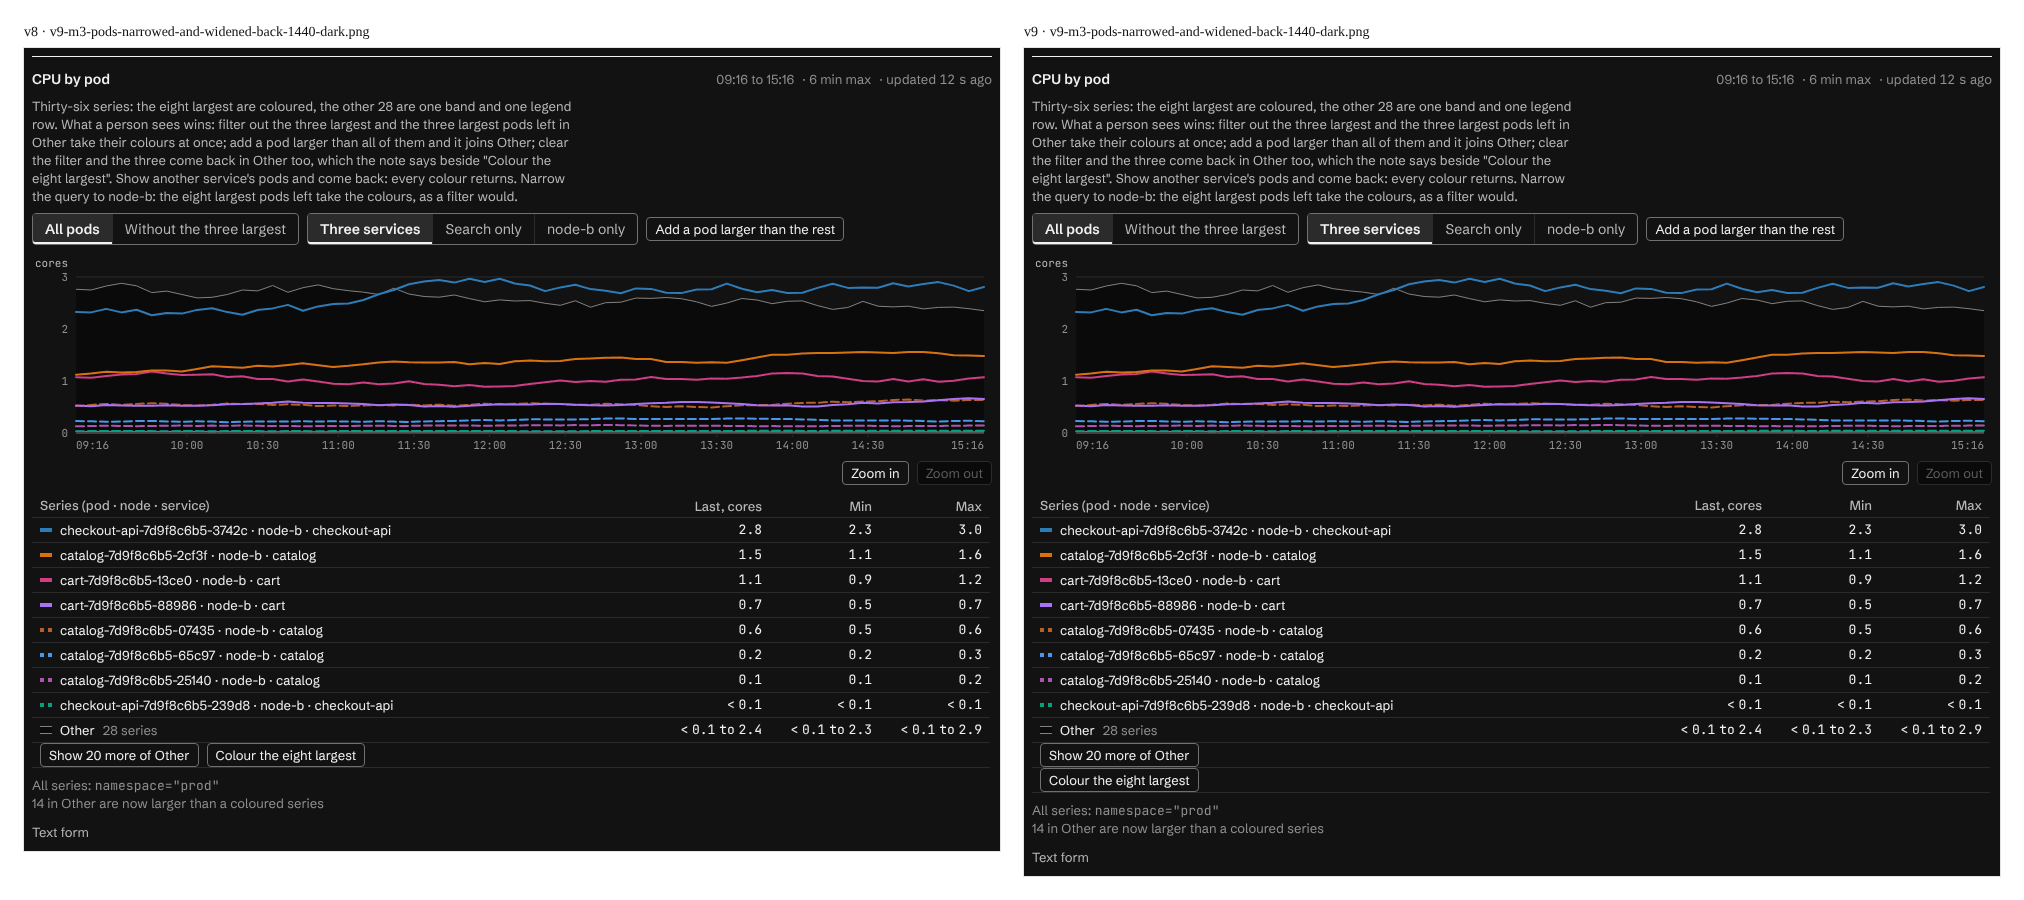 v8 · v9-m3-pods-narrowed-and-widened-back-1440-dark.png
CPU by pod
09:16 to 15:16 · 6 min max · updated 12 s ago
Thirty-six series: the eight largest are coloured, the other 28 are one band and one legend
row. What a person sees wins: filter out the three largest and the three largest pods left in
Other take their colours at once; add a pod larger than all of them and it joins Other; clear
the filter and the three come back in Other too, which the note says beside "Colour the
eight largest". Show another service's pods and come back: every colour returns. Narrow
the query to node-b: the eight largest pods left take the colours, as a filter would.
All pods Without the three largest Three services Search only node-b only Add a pod larger than the rest
cores
3
2
1
0
09:16 10:00 10:30 11:00 11:30 12:00 12:30 13:00 13:30 14:00 14:30 15:16
Zoom in Zoom out
Series (pod · node · service) Last, cores Min Max
checkout-api-7d9f8c6b5-3742c · node-b · checkout-api 2.8 2.3 3.0
catalog-7d9f8c6b5-2cf3f · node-b · catalog 1.5 1.1 1.6
cart-7d9f8c6b5-13ce0 · node-b · cart 1.1 0.9 1.2
cart-7d9f8c6b5-88986 · node-b · cart 0.7 0.5 0.7
catalog-7d9f8c6b5-07435 · node-b · catalog 0.6 0.5 0.6
catalog-7d9f8c6b5-65c97 · node-b · catalog 0.2 0.2 0.3
catalog-7d9f8c6b5-25140 · node-b · catalog 0.1 0.1 0.2
checkout-api-7d9f8c6b5-239d8 · node-b · checkout-api <0.1 <0.1 <0.1
Other 28 series <0.1 to 2.4 <0.1 to 2.3 <0.1 to 2.9
Show 20 more of Other Colour the eight largest
All series: namespace="prod"
14 in Other are now larger than a coloured series
Text form
v9 · v9-m3-pods-narrowed-and-widened-back-1440-dark.png
CPU by pod
09:16 to 15:16 · 6 min max · updated 12 s ago
Thirty-six series: the eight largest are coloured, the other 28 are one band and one legend
row. What a person sees wins: filter out the three largest and the three largest pods left in
Other take their colours at once; add a pod larger than all of them and it joins Other; clear
the filter and the three come back in Other too, which the note says beside "Colour the
eight largest". Show another service's pods and come back: every colour returns. Narrow
the query to node-b: the eight largest pods left take the colours, as a filter would.
All pods Without the three largest Three services Search only node-b only Add a pod larger than the rest
cores
3
2
1
0
09:16 10:00 10:30 11:00 11:30 12:00 12:30 13:00 13:30 14:00 14:30 15:16
Zoom in Zoom out
Series (pod · node · service) Last, cores Min Max
checkout-api-7d9f8c6b5-3742c · node-b · checkout-api 2.8 2.3 3.0
catalog-7d9f8c6b5-2cf3f · node-b · catalog 1.5 1.1 1.6
cart-7d9f8c6b5-13ce0 · node-b · cart 1.1 0.9 1.2
cart-7d9f8c6b5-88986 · node-b · cart 0.7 0.5 0.7
catalog-7d9f8c6b5-07435 · node-b · catalog 0.6 0.5 0.6
catalog-7d9f8c6b5-65c97 · node-b · catalog 0.2 0.2 0.3
catalog-7d9f8c6b5-25140 · node-b · catalog 0.1 0.1 0.2
checkout-api-7d9f8c6b5-239d8 · node-b · checkout-api <0.1 <0.1 <0.1
Other 28 series <0.1 to 2.4 <0.1 to 2.3 <0.1 to 2.9
Show 20 more of Other
Colour the eight largest
All series: namespace="prod"
14 in Other are now larger than a coloured series
Text form